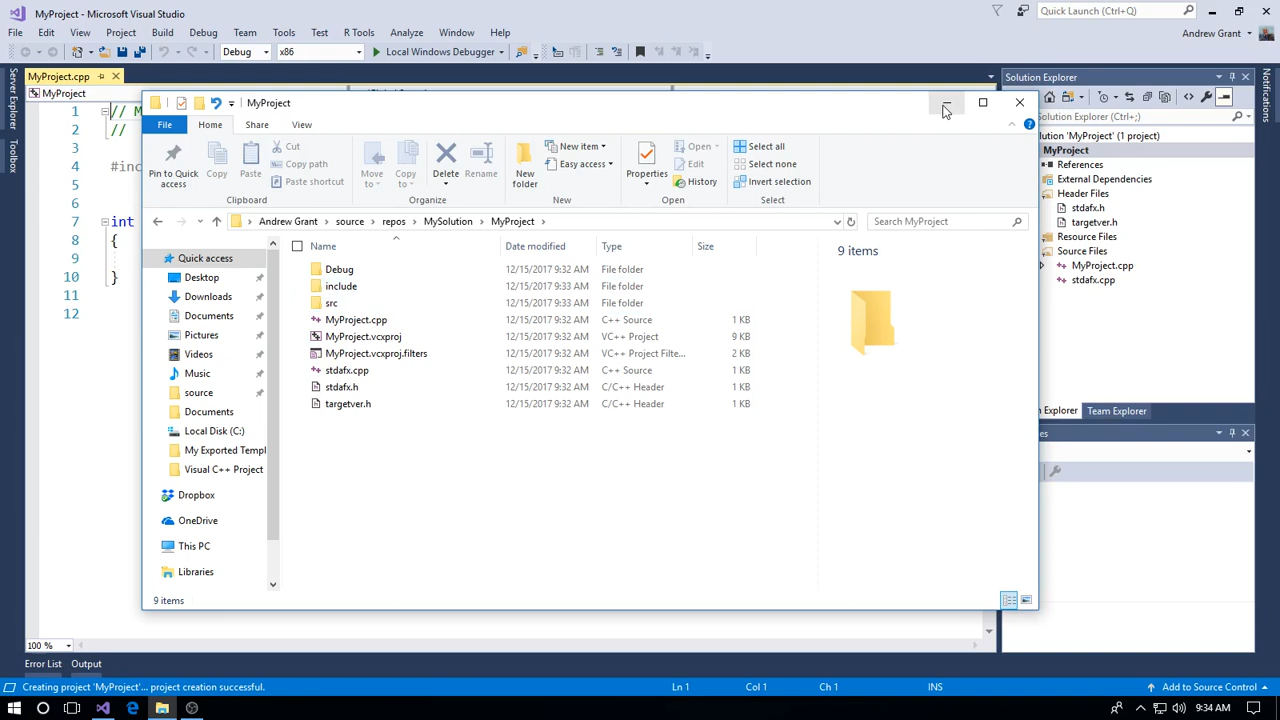 MyProject - Microsoft Visual Studio
Quick Launch (Ctrl+Q)
File Edit View Project Build Debug Team Tools Test R Tools Analyze Window Help
Andrew Grant
Debug x86 Local Windows Debugger
MyProject.cpp
MyProject
Server Explorer
Toolbox
1 // M
2 //
3
4 #inc
5
6
7 int
8 {
9
10 }
11
12
MyProject
File Home Share View
Pin to Quick access
Copy
Paste
Cut
Copy path
Paste shortcut
Clipboard
Move to
Copy to
Delete
Rename
Organize
New folder
New item
Easy access
New
Properties
Open
Edit
History
Open
Select all
Select none
Invert selection
Select
Andrew Grant source repos MySolution MyProject
Search MyProject
Quick access
Desktop
Downloads
Documents
Pictures
Videos
Music
source
Documents
Local Disk (C:)
My Exported Templ
Visual C++ Project
Dropbox
OneDrive
This PC
Libraries
Name Date modified Type Size
Debug 12/15/2017 9:32 AM File folder
include 12/15/2017 9:33 AM File folder
src 12/15/2017 9:33 AM File folder
MyProject.cpp 12/15/2017 9:32 AM C++ Source 1 KB
MyProject.vcxproj 12/15/2017 9:32 AM VC++ Project 9 KB
MyProject.vcxproj.filters 12/15/2017 9:32 AM VC++ Project Filte... 2 KB
stdafx.cpp 12/15/2017 9:32 AM C++ Source 1 KB
stdafx.h 12/15/2017 9:32 AM C/C++ Header 1 KB
targetver.h 12/15/2017 9:32 AM C/C++ Header 1 KB
9 items
9 items
Solution Explorer
Solution Explorer (Ctrl+;)
olution 'MyProject' (1 project)
MyProject
References
External Dependencies
Header Files
stdafx.h
targetver.h
Resource Files
Source Files
MyProject.cpp
stdafx.cpp
n Explorer Team Explorer
es
Notifications
100 %
Error List Output
Creating project 'MyProject'... project creation successful.
Ln 1 Col 1 Ch 1 INS
Add to Source Control
9:34 AM